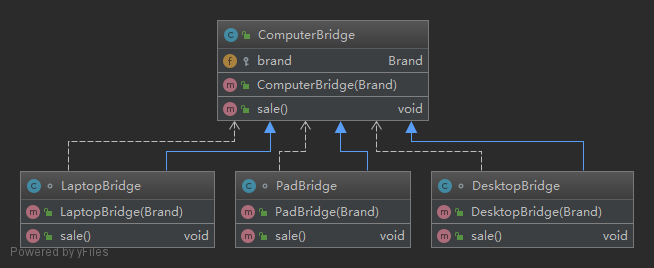 ComputerBridge
brand Brand
ComputerBridge(Brand)
sale() void
LaptopBridge
LaptopBridge(Brand)
sale() void
PadBridge
PadBridge(Brand)
sale() void
DesktopBridge
DesktopBridge(Brand)
sale() void
Powered by yFiles